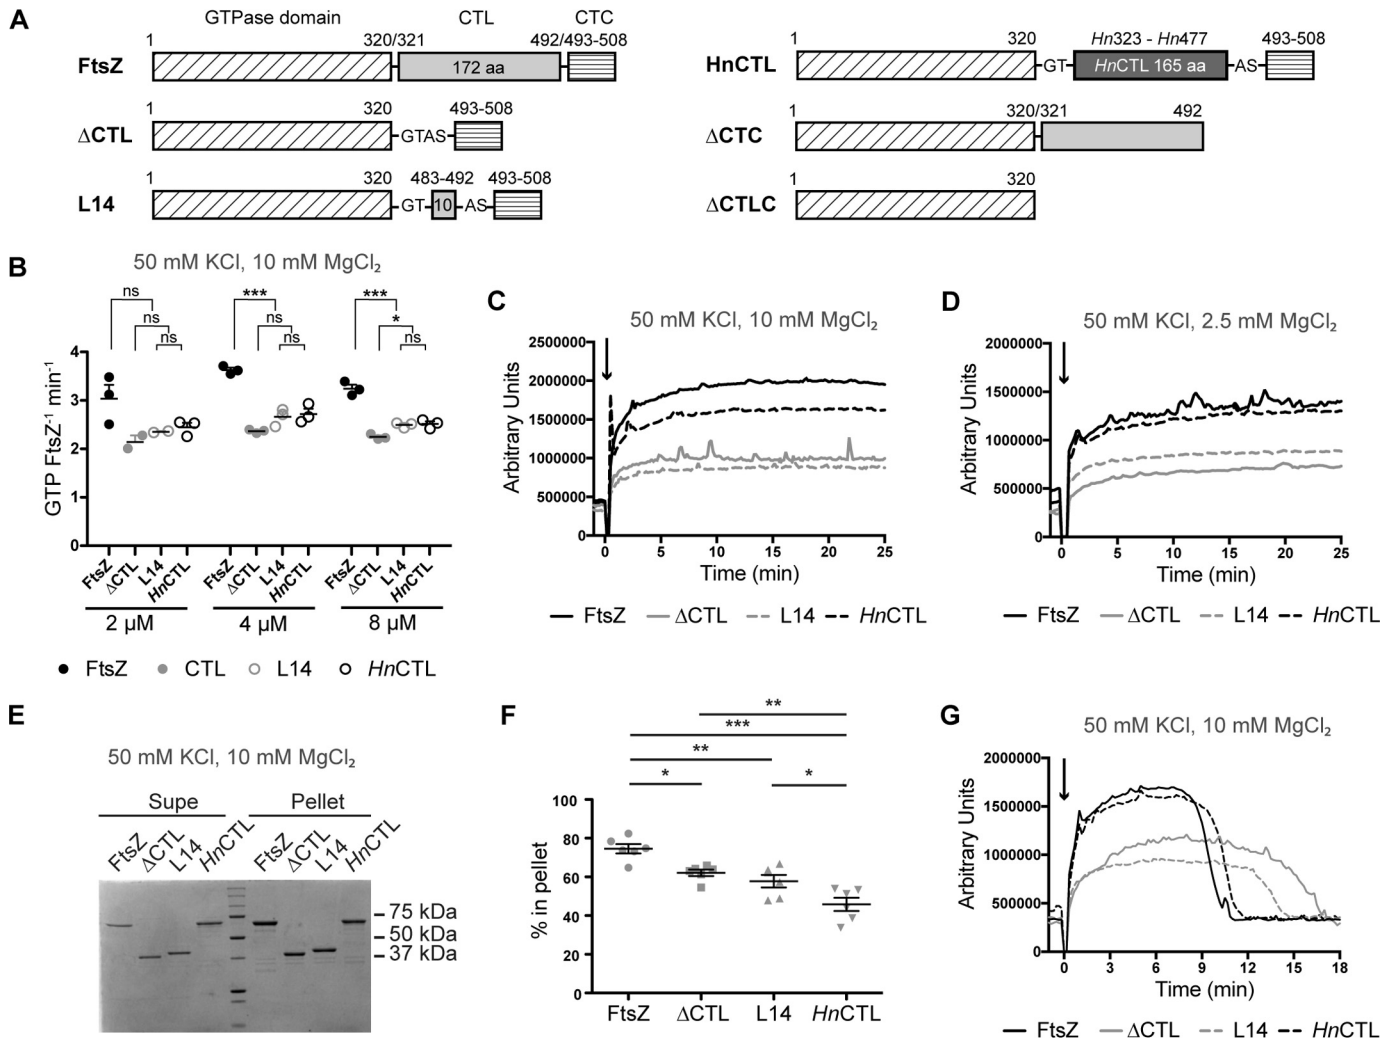 A
GTPase domain
CTL
CTC
1
320/321
492/493-508
FtsZ
172 aa
1
320
493-508
ΔCTL
GTAS
1
320
483-492
493-508
L14
GT
10
AS
1
320
Hn323 - Hn477
493-508
HnCTL
GT
HnCTL 165 aa
AS
1
320/321
492
ΔCTC
1
320
ΔCTLC
B
50 mM KCl, 10 mM MgCl₂
ns
***
***
ns
ns
*
ns
ns
ns
GTP FtsZ⁻¹ min⁻¹
4
3
2
1
0
FtsZ
ΔCTL
L14
HnCTL
FtsZ
ΔCTL
L14
HnCTL
FtsZ
ΔCTL
L14
HnCTL
2 µM
4 µM
8 µM
FtsZ
CTL
L14
HnCTL
C
50 mM KCl, 10 mM MgCl₂
Arbitrary Units
2500000
2000000
1500000
1000000
500000
0
0
5
10
15
20
25
Time (min)
FtsZ
ΔCTL
L14
HnCTL
D
50 mM KCl, 2.5 mM MgCl₂
Arbitrary Units
2000000
1500000
1000000
500000
0
0
5
10
15
20
25
Time (min)
FtsZ
ΔCTL
L14
HnCTL
E
50 mM KCl, 10 mM MgCl₂
Supe
Pellet
FtsZ
ΔCTL
L14
HnCTL
FtsZ
ΔCTL
L14
HnCTL
75 kDa
50 kDa
37 kDa
F
**
***
**
*
*
% in pellet
100
80
60
40
20
0
FtsZ
ΔCTL
L14
HnCTL
G
50 mM KCl, 10 mM MgCl₂
Arbitrary Units
2000000
1500000
1000000
500000
0
0
3
6
9
12
15
18
Time (min)
FtsZ
ΔCTL
L14
HnCTL